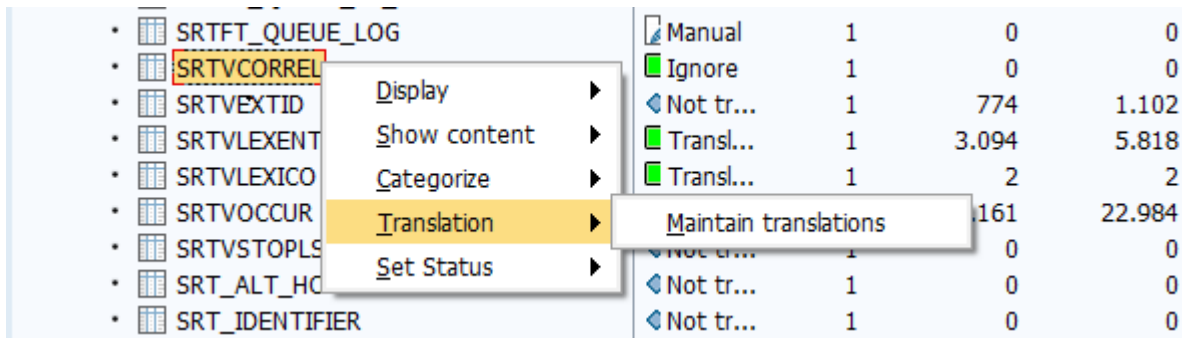 SRTFT_QUEUE_LOG Manual 1 0 0
SRTVCORREL Ignore 1 0 0
SRTVEXTID Display Not tr... 1 774 1.102
SRTVLEXENT Show content Transl... 1 3.094 5.818
SRTVLEXICO Categorize Transl... 1 2 2
SRTVOCCUR Translation Maintain translations .161 22.984
SRTVSTOPLS Set Status 0 0
SRT_ALT_HO Not tr... 1 0 0
SRT_IDENTIFIER Not tr... 1 0 0